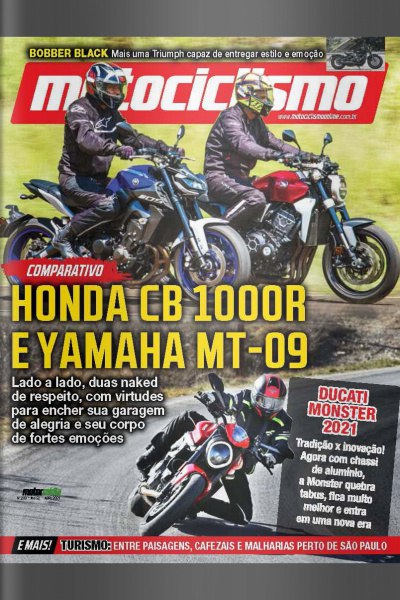 BOBBER BLACK Mais uma Triumph capaz de entregar estilo e emoção
motociclismo
www.motociclismoonline.com.br
COMPARATIVO
HONDA CB 1000R
E YAMAHA MT-09
Lado a lado, duas naked
de respeito, com virtudes
para encher sua garagem
de alegria e seu corpo
de fortes emoções
DUCATI
MONSTER
2021
Tradição x inovação!
Agora com chassi
de alumínio,
a Monster quebra
tabus, fica muito
melhor e entra
em uma nova era
E MAIS! TURISMO: ENTRE PAISAGENS, CAFEZAIS E MALHARIAS PERTO DE SÃO PAULO